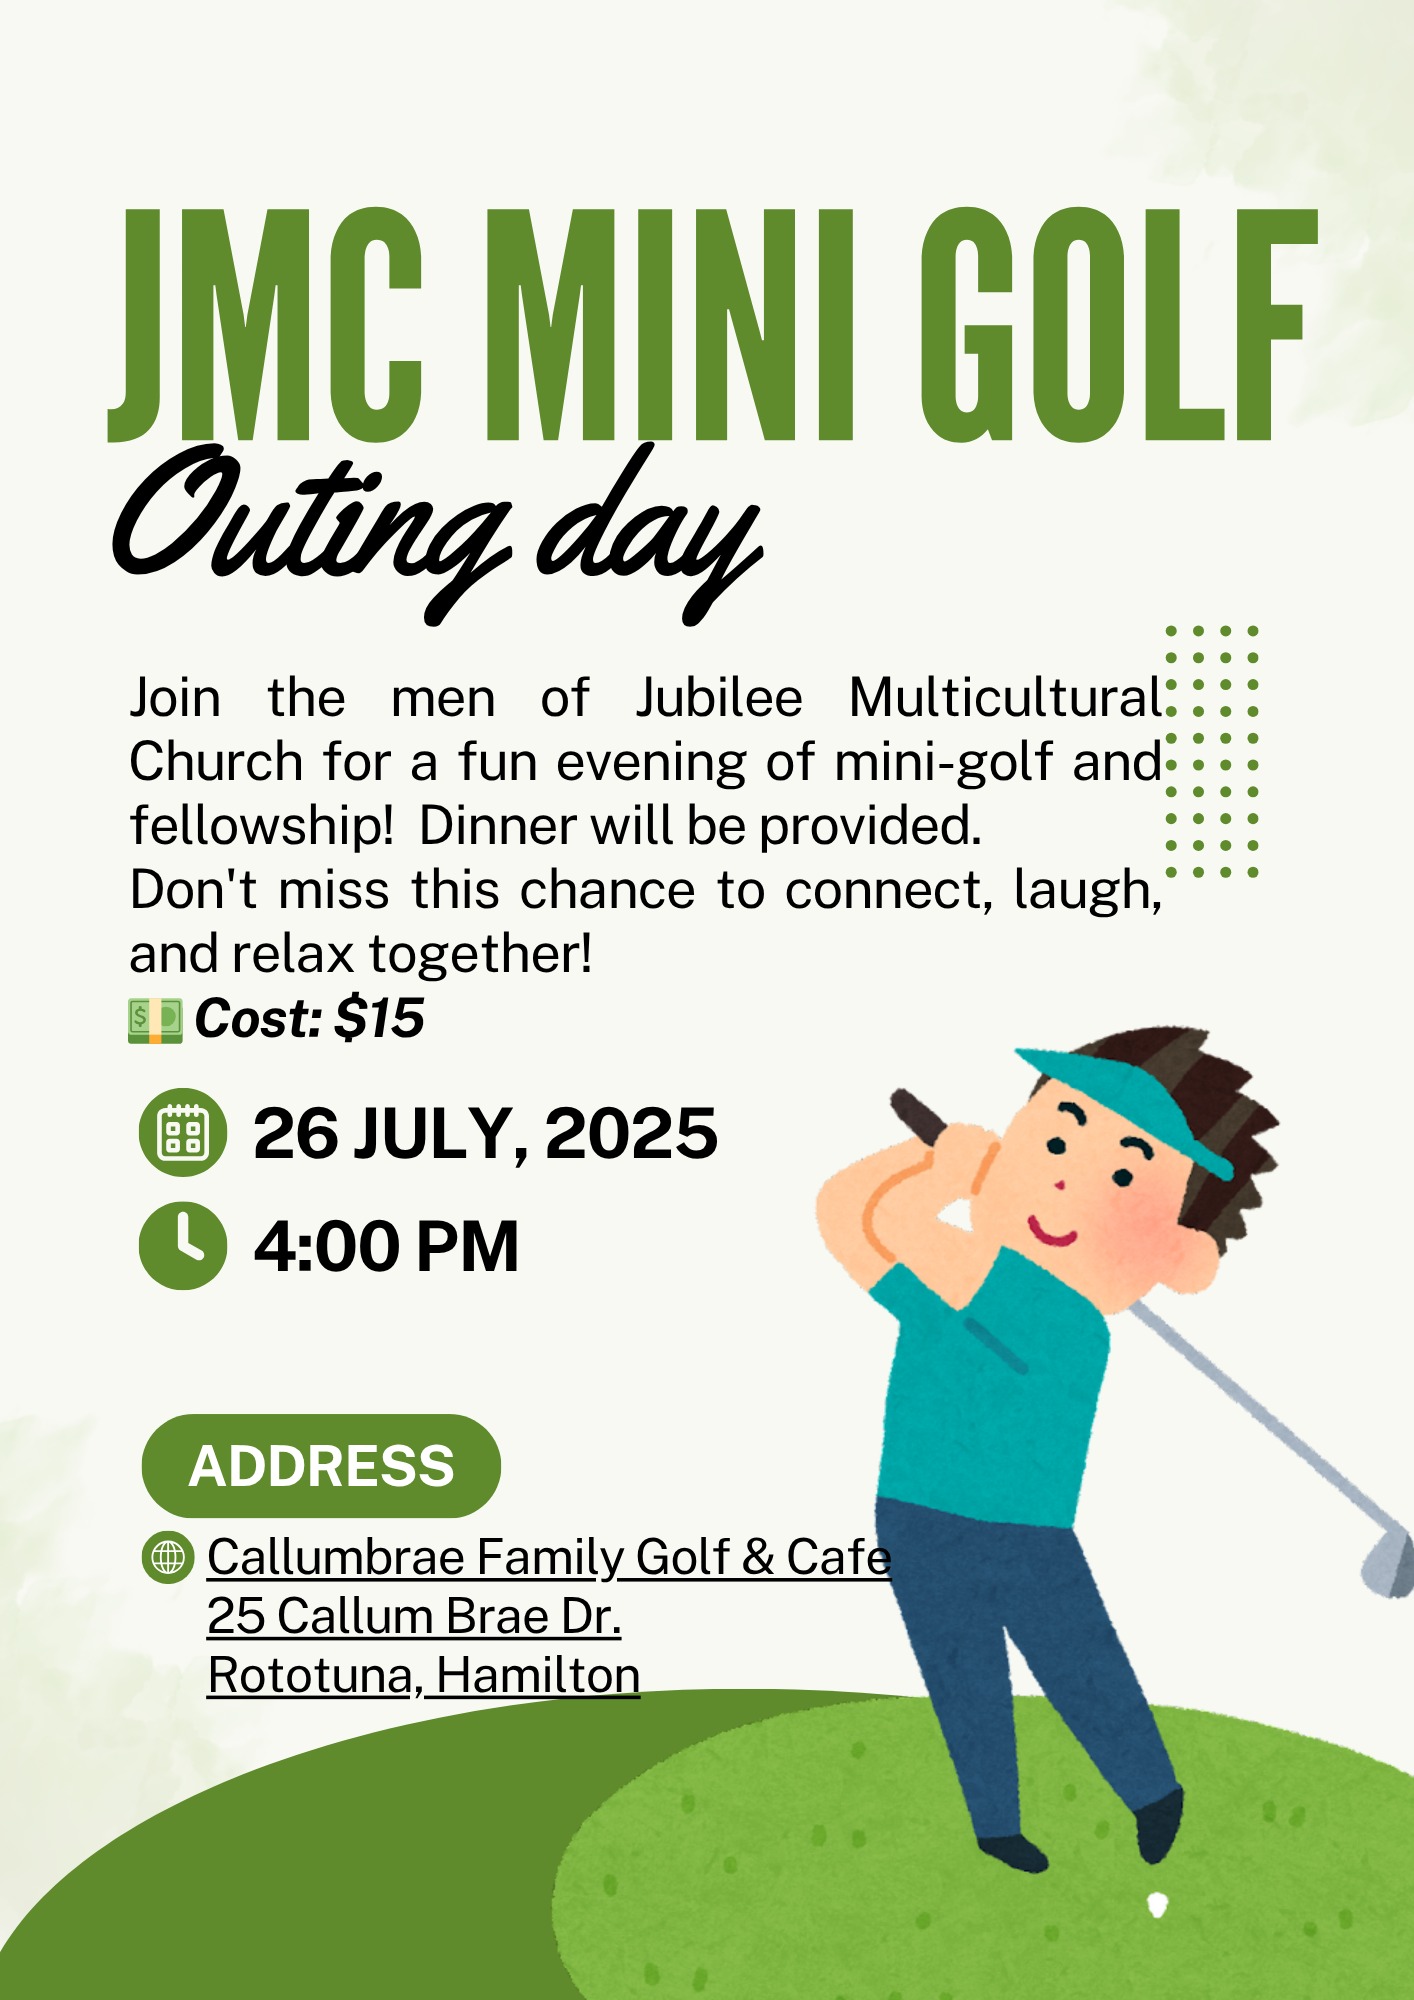 JMC MINI GOLF
Outing day
Join the men of Jubilee Multicultural
Church for a fun evening of mini-golf and
fellowship! Dinner will be provided.
Don't miss this chance to connect, laugh,
and relax together!
💵 Cost: $15
26 JULY, 2025
4:00 PM
ADDRESS
Callumbrae Family Golf & Cafe
25 Callum Brae Dr.
Rototuna, Hamilton